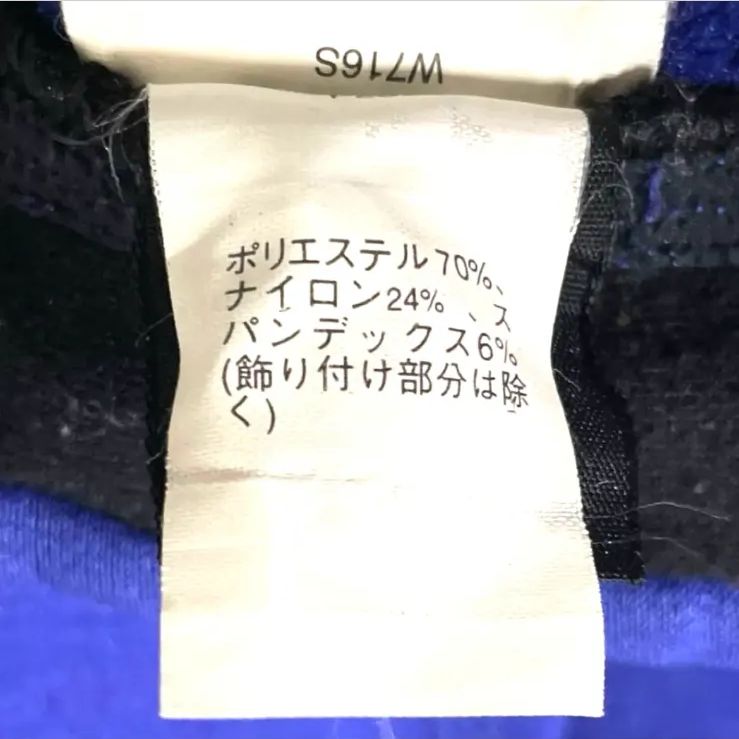 W716S
ポリエステル70%、
ナイロン24% 、ス
パンデックス6%
(飾り付け部分は除
く)